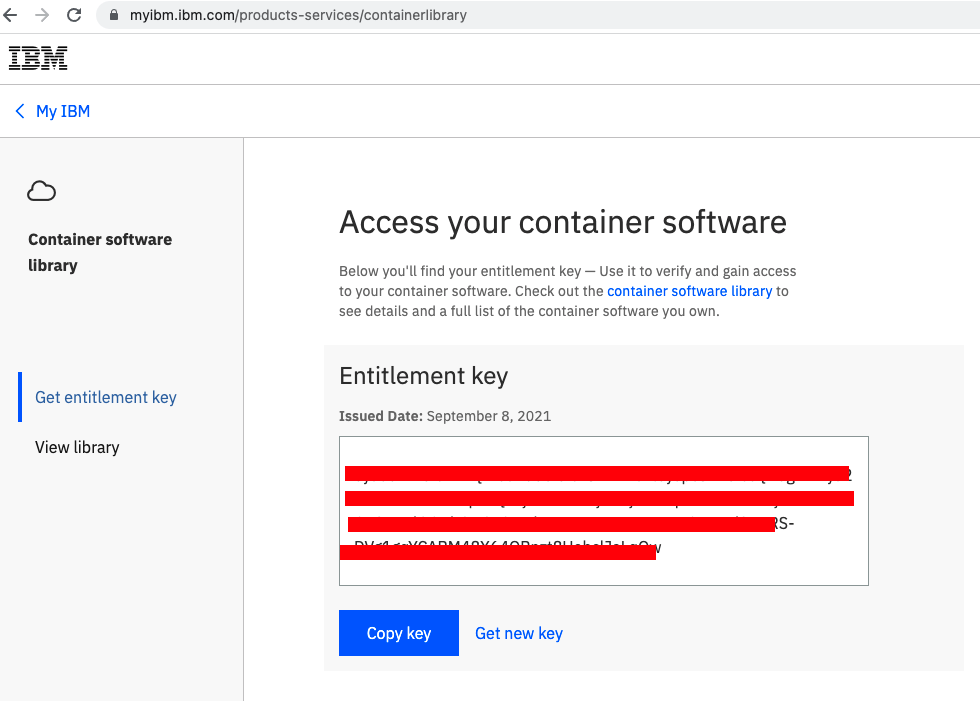 myibm.ibm.com/products-services/containerlibrary
IBM
My IBM
Container software
library
Get entitlement key
View library
Access your container software
Below you'll find your entitlement key — Use it to verify and gain access
to your container software. Check out the container software library to
see details and a full list of the container software you own.
Entitlement key
Issued Date: September 8, 2021
Copy key
Get new key